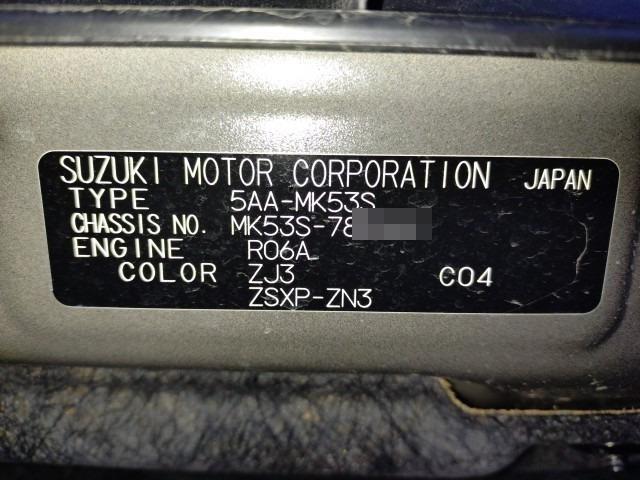 SUZUKI MOTOR CORPORATION JAPAN
TYPE 5AA-MK53S
CHASSIS NO. MK53S-78
ENGINE R06A
COLOR ZJ3 C04
ZSXP-ZN3